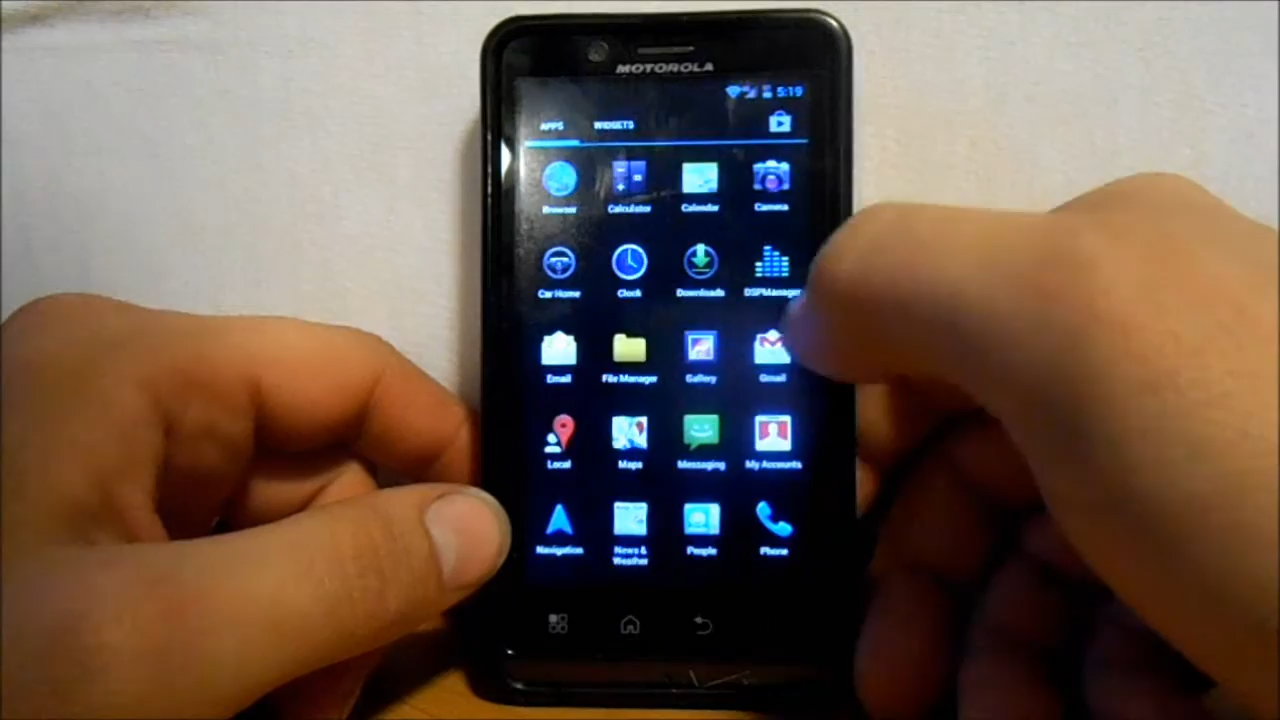 MOTOROLA
5:19
APPS WIDGETS
Browser Calculator Calendar Camera
Car Home Clock Downloads DSPManager
Email File Manager Gallery Gmail
Local Maps Messaging My Accounts
Navigation News & People Phone
Weather